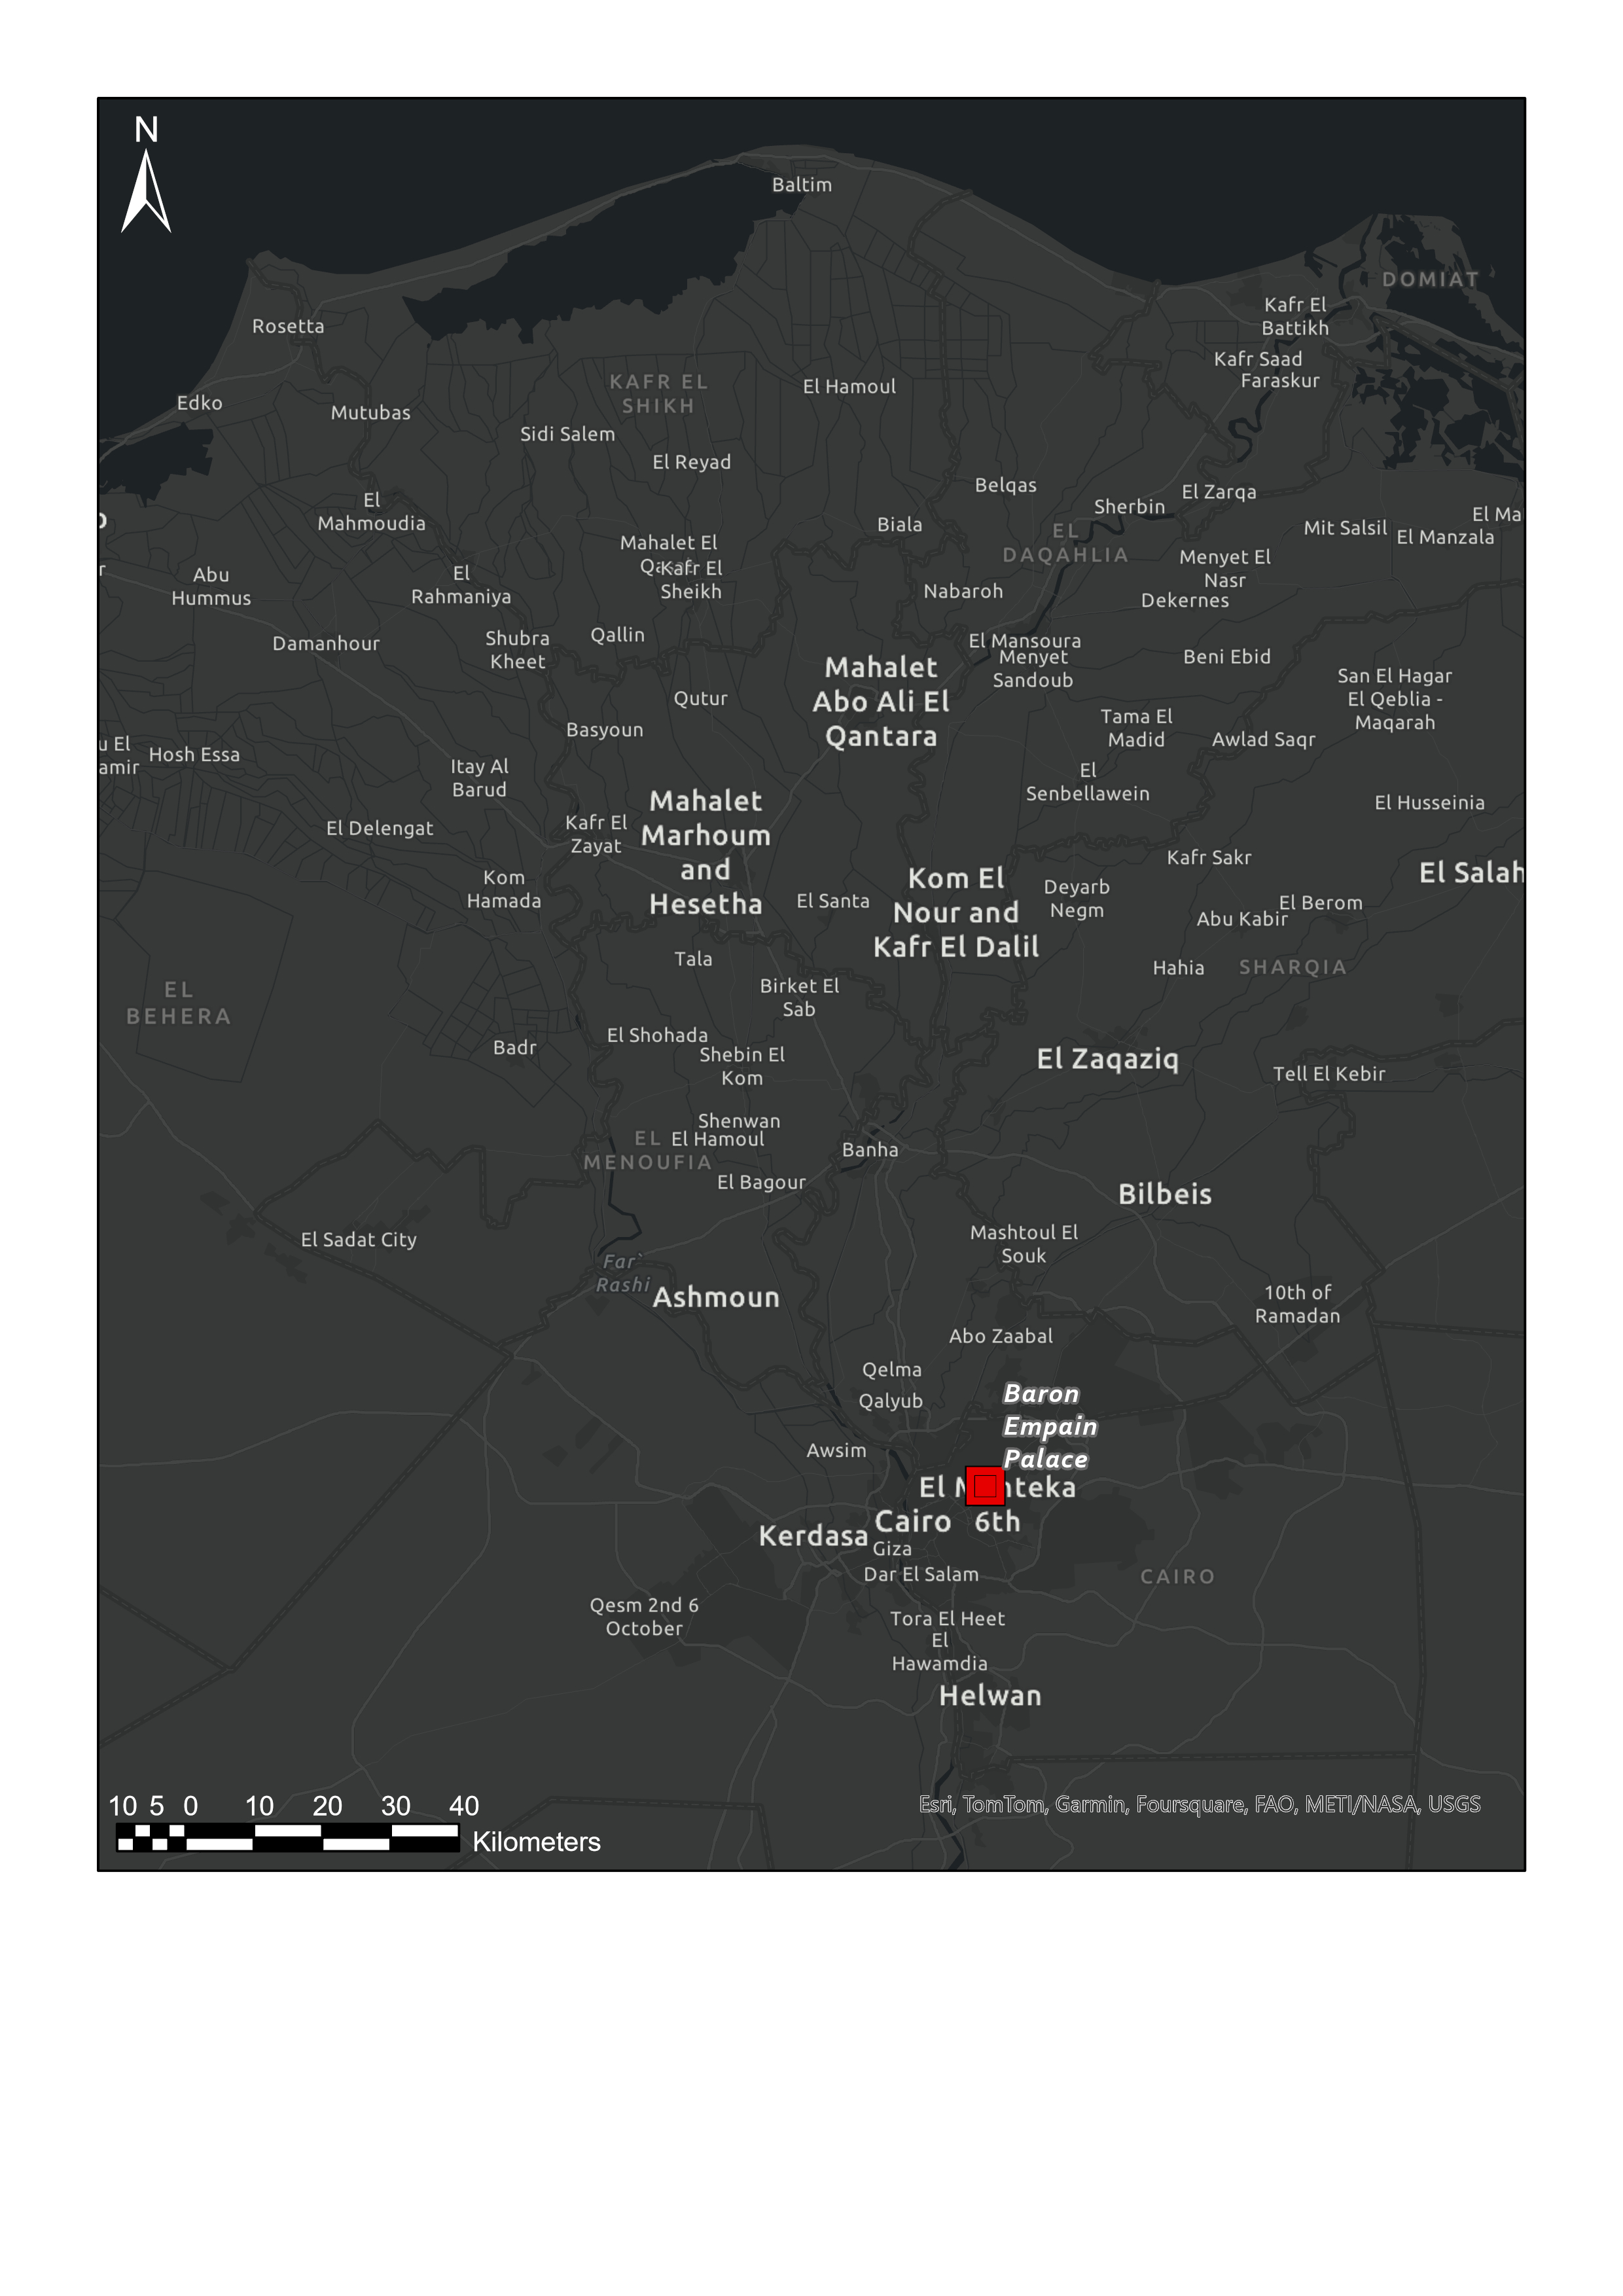 N
Baltim
DOMIAT
Kafr El
Battikh
Rosetta
Kafr Saad
Faraskur
KAFR EL
SHIKH
El Hamoul
Edko
Mutubas
Sidi Salem
El Reyad
Belqas
El Zarqa
Sherbin
El
Mahmoudia
Biala
EL
DAQAHLIA
Mit Salsil
El Ma
El Manzala
Mahalet El
Kafr El
Sheikh
Menyet El
Nasr
Dekernes
Abu
Hummus
El
Rahmaniya
Nabaroh
Damanhour
Shubra
Kheet
Qallin
El Mansoura
Menyet
Sandoub
Beni Ebid
Mahalet
Abo Ali El
Qantara
San El Hagar
El Qeblia -
Maqarah
Qutur
Basyoun
Tama El
Madid
Awlad Saqr
u El
amir
Hosh Essa
Itay Al
Barud
El
Senbellawein
Mahalet
Marhoum
and
Hesetha
El Husseinia
El Delengat
Kafr El
Zayat
Kafr Sakr
El Salah
Kom
Hamada
El Santa
Kom El
Nour and
Kafr El Dalil
Deyarb
Negm
El Berom
Abu Kabir
Tala
Hahia
SHARQIA
Birket El
Sab
EL
BEHERA
El Shohada
Badr
Shebin El
Kom
El Zaqaziq
Tell El Kebir
Shenwan
EL
MENOUFIA
El Hamoul
Banha
El Bagour
Bilbeis
El Sadat City
Mashtoul El
Souk
Far`
Rashi
Ashmoun
10th of
Ramadan
Abo Zaabal
Qelma
Qalyub
Baron
Empain
Palace
Awsim
El nteka
Cairo 6th
Kerdasa
Giza
Dar El Salam
CAIRO
Qesm 2nd 6
October
Tora El Heet
El
Hawamdia
Helwan
10 5 0 10 20 30 40
Kilometers
Esri, TomTom, Garmin, Foursquare, FAO, METI/NASA, USGS